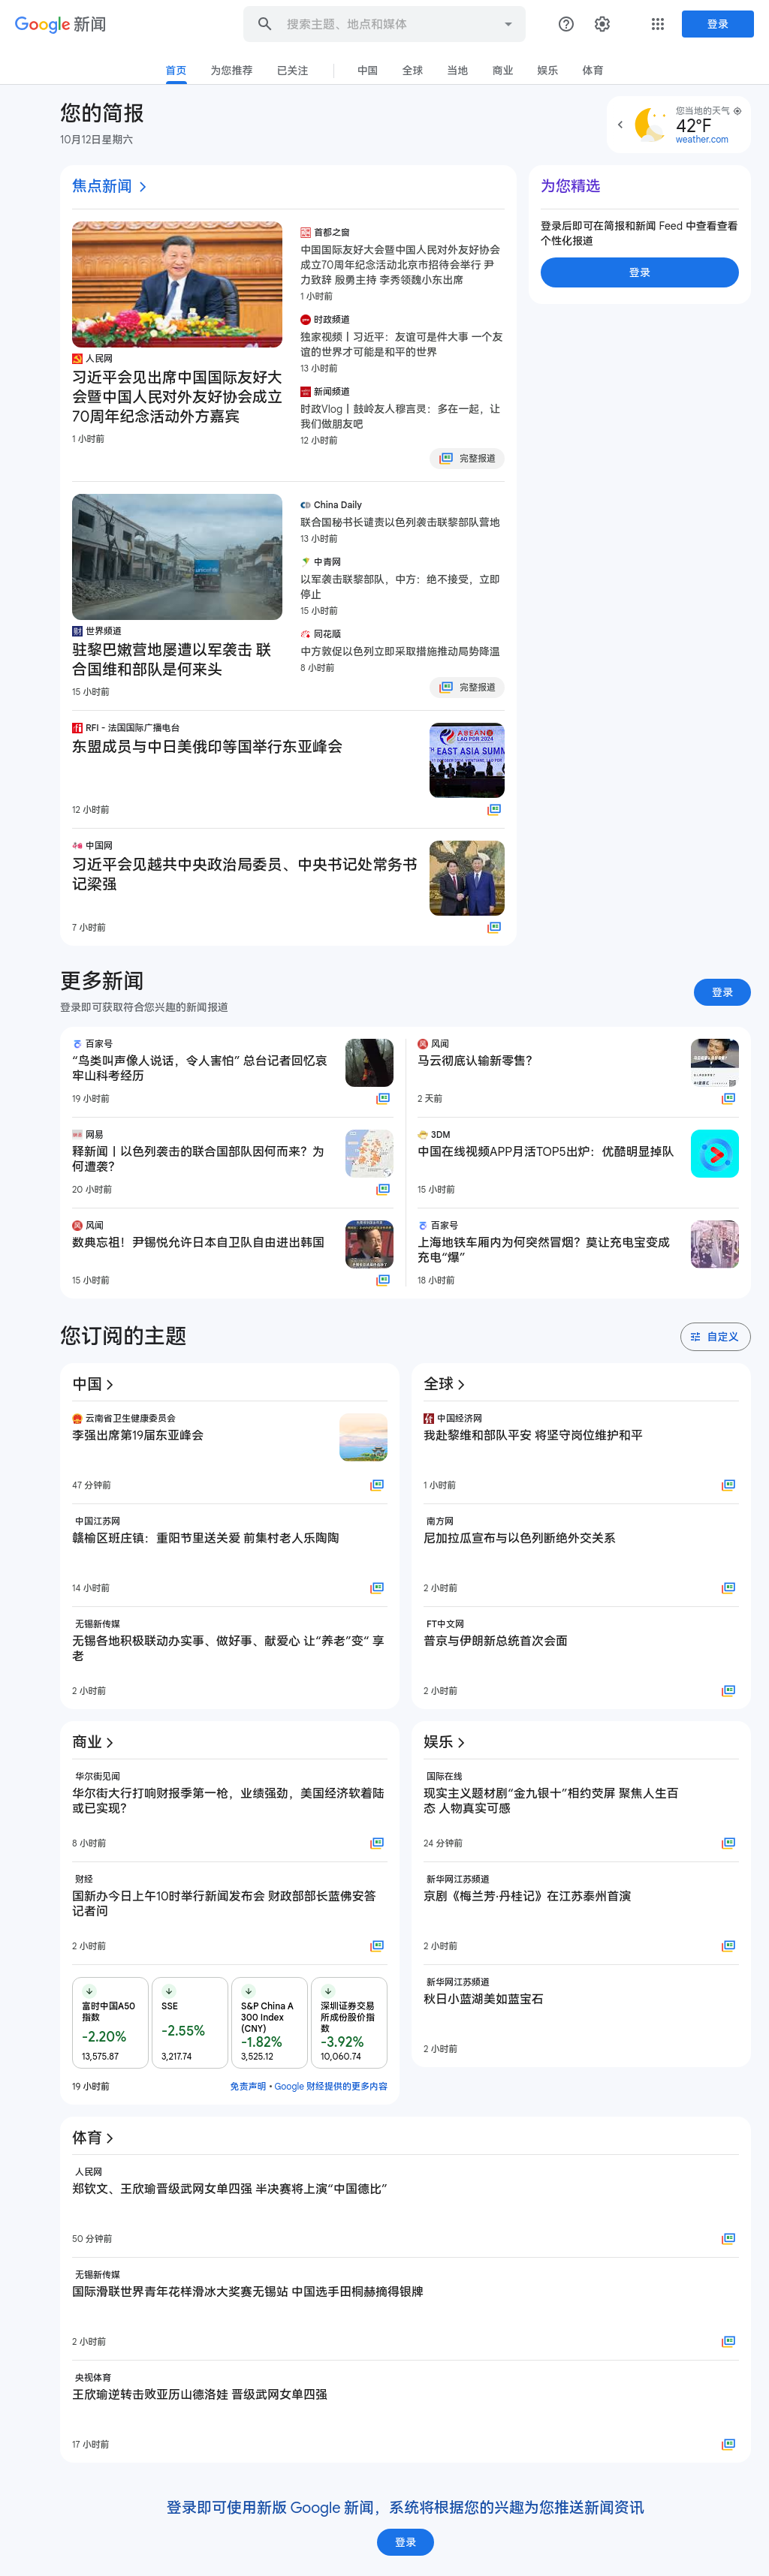 Google 新闻
搜索主题、地点和媒体
登录
首页
为您推荐
已关注
中国
全球
当地
商业
娱乐
体育
您的简报
10月12日星期六
您当地的天气
42°F
weather.com
焦点新闻
人民网
习近平会见出席中国国际友好大
会暨中国人民对外友好协会成立
70周年纪念活动外方嘉宾
1 小时前
首都之窗
中国国际友好大会暨中国人民对外友好协会
成立70周年纪念活动北京市招待会举行 尹
力致辞 殷勇主持 李秀领魏小东出席
1 小时前
时政频道
独家视频丨习近平：友谊可是件大事 一个友
谊的世界才可能是和平的世界
13 小时前
新闻频道
时政Vlog丨鼓岭友人穆言灵：多在一起，让
我们做朋友吧
12 小时前
完整报道
为您精选
登录后即可在简报和新闻 Feed 中查看查看
个性化报道
登录
unicef
世界频道
驻黎巴嫩营地屡遭以军袭击 联
合国维和部队是何来头
15 小时前
China Daily
联合国秘书长谴责以色列袭击联黎部队营地
13 小时前
中青网
以军袭击联黎部队，中方：绝不接受，立即
停止
15 小时前
同花顺
中方敦促以色列立即采取措施推动局势降温
8 小时前
完整报道
RFI - 法国国际广播电台
东盟成员与中日美俄印等国举行东亚峰会
12 小时前
ASEAN
LAO PDR 2024
TH EAST ASIA SUMM
中国网
习近平会见越共中央政治局委员、中央书记处常务书
记梁强
7 小时前
更多新闻
登录即可获取符合您兴趣的新闻报道
登录
百家号
“鸟类叫声像人说话，令人害怕” 总台记者回忆哀
牢山科考经历
19 小时前
网易
释新闻丨以色列袭击的联合国部队因何而来？为
何遭袭？
20 小时前
风闻
数典忘祖！尹锡悦允许日本自卫队自由进出韩国
15 小时前
风闻
马云彻底认输新零售？
2 天前
3DM
中国在线视频APP月活TOP5出炉：优酷明显掉队
15 小时前
百家号
上海地铁车厢内为何突然冒烟？莫让充电宝变成
充电“爆”
18 小时前
您订阅的主题
自定义
中国
云南省卫生健康委员会
李强出席第19届东亚峰会
47 分钟前
中国江苏网
赣榆区班庄镇：重阳节里送关爱 前集村老人乐陶陶
14 小时前
无锡新传媒
无锡各地积极联动办实事、做好事、献爱心 让“养老”变“ 享
老
2 小时前
全球
中国经济网
我赴黎维和部队平安 将坚守岗位维护和平
1 小时前
南方网
尼加拉瓜宣布与以色列断绝外交关系
2 小时前
FT中文网
普京与伊朗新总统首次会面
2 小时前
商业
华尔街见闻
华尔街大行打响财报季第一枪，业绩强劲，美国经济软着陆
或已实现？
8 小时前
财经
国新办今日上午10时举行新闻发布会 财政部部长蓝佛安答
记者问
2 小时前
富时中国A50
指数
-2.20%
13,575.87
SSE
-2.55%
3,217.74
S&P China A
300 Index
(CNY)
-1.82%
3,525.12
深圳证券交易
所成份股价指
数
-3.92%
10,060.74
19 小时前
免责声明 • Google 财经提供的更多内容
娱乐
国际在线
现实主义题材剧“金九银十”相约荧屏 聚焦人生百
态 人物真实可感
24 分钟前
新华网江苏频道
京剧《梅兰芳·丹桂记》在江苏泰州首演
2 小时前
新华网江苏频道
秋日小蓝湖美如蓝宝石
2 小时前
体育
人民网
郑钦文、王欣瑜晋级武网女单四强 半决赛将上演“中国德比”
50 分钟前
无锡新传媒
国际滑联世界青年花样滑冰大奖赛无锡站 中国选手田桐赫摘得银牌
2 小时前
央视体育
王欣瑜逆转击败亚历山德洛娃 晋级武网女单四强
17 小时前
登录即可使用新版 Google 新闻，系统将根据您的兴趣为您推送新闻资讯
登录